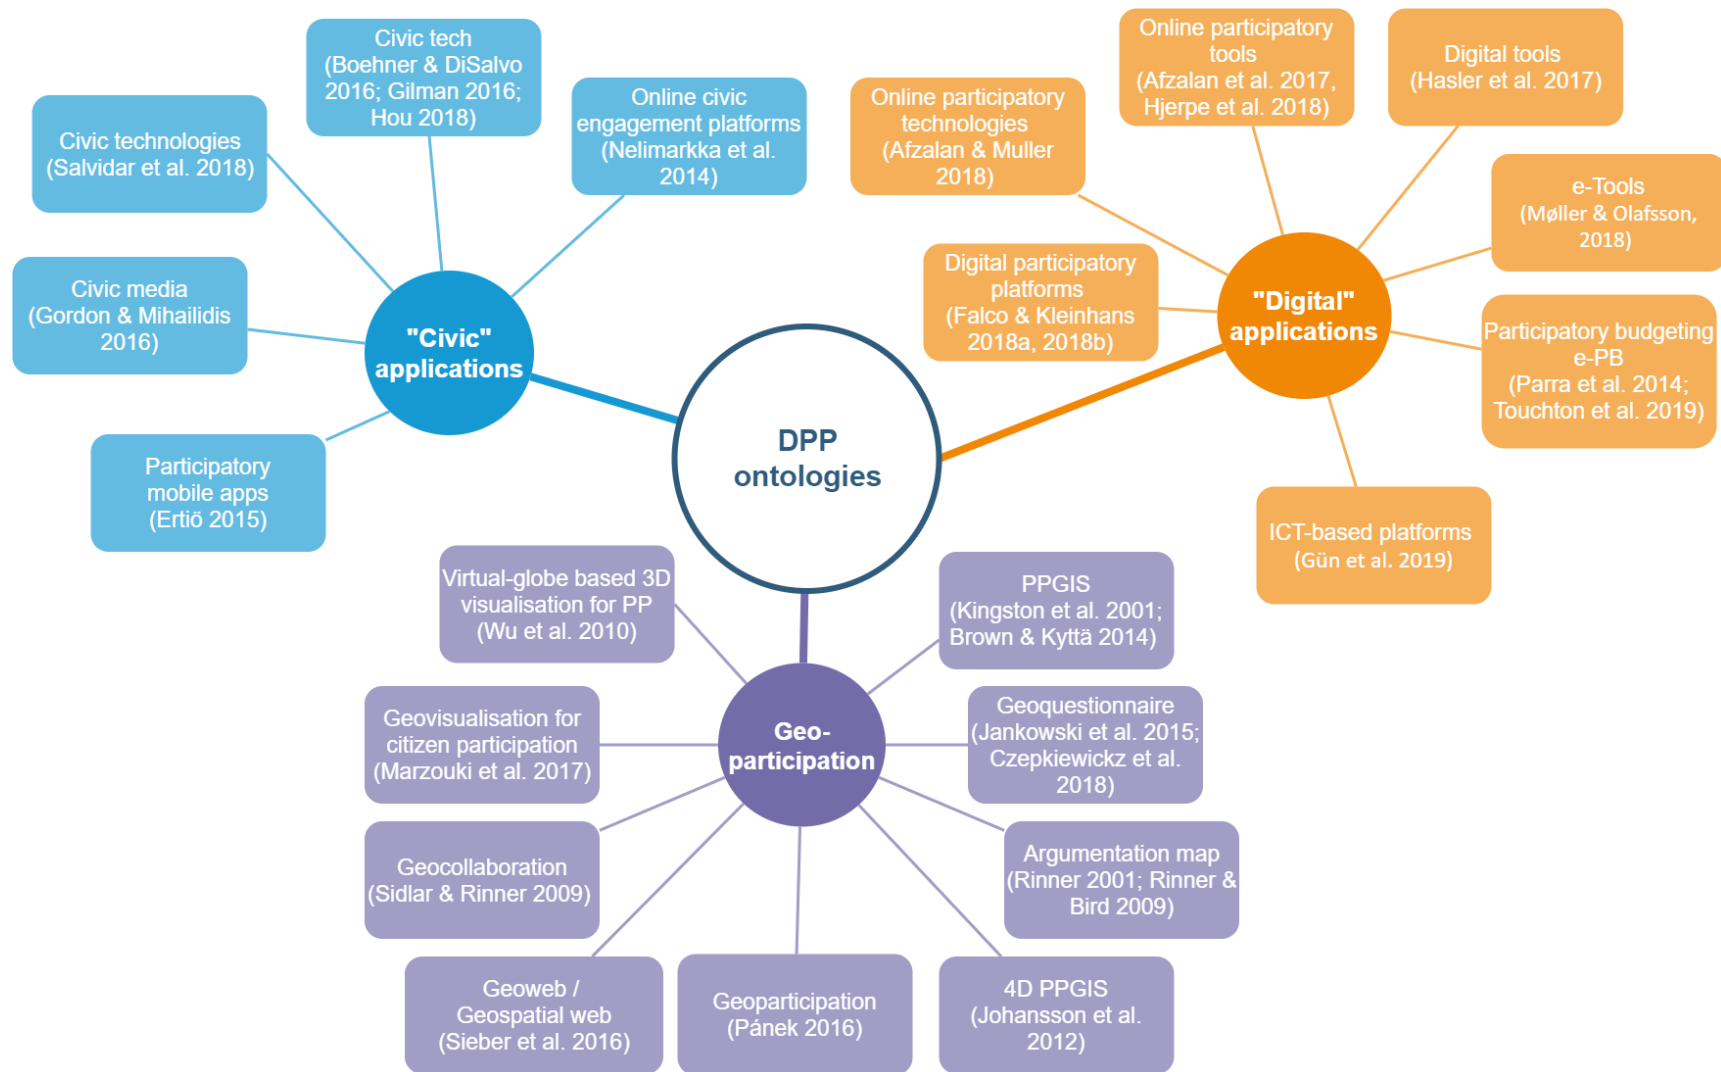 Civic tech
(Boehner & DiSalvo
2016; Gilman 2016;
Hou 2018)
Online civic
engagement platforms
(Nelimarkka et al.
2014)
Civic technologies
(Salvidar et al. 2018)
Civic media
(Gordon & Mihailidis
2016)
"Civic"
applications
Participatory
mobile apps
(Ertiö 2015)
Online participatory
tools
(Afzalan et al. 2017,
Hjerpe et al. 2018)
Digital tools
(Hasler et al. 2017)
Online participatory
technologies
(Afzalan & Muller
2018)
e-Tools
(Møller & Olafsson,
2018)
Digital participatory
platforms
(Falco & Kleinhans
2018a, 2018b)
"Digital"
applications
Participatory budgeting
e-PB
(Parra et al. 2014;
Touchton et al. 2019)
ICT-based platforms
(Gün et al. 2019)
DPP
ontologies
Virtual-globe based 3D
visualisation for PP
(Wu et al. 2010)
PPGIS
(Kingston et al. 2001;
Brown & Kyttä 2014)
Geovisualisation for
citizen participation
(Marzouki et al. 2017)
Geo-
participation
Geoquestionnaire
(Jankowski et al. 2015;
Czepkiewickz et al.
2018)
Geocollaboration
(Sidlar & Rinner 2009)
Argumentation map
(Rinner 2001; Rinner &
Bird 2009)
Geoweb /
Geospatial web
(Sieber et al. 2016)
Geoparticipation
(Pánek 2016)
4D PPGIS
(Johansson et al.
2012)